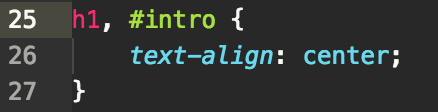 25 h1, #intro {
26     text-align: center;
27 }